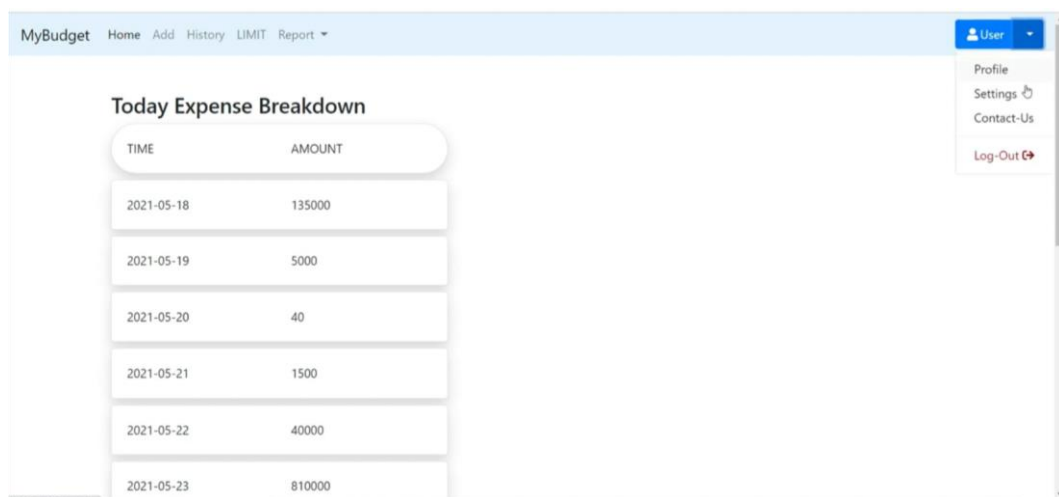 MyBudget Home Add History LIMIT Report User
Profile
Settings
Contact-Us
Log-Out
Today Expense Breakdown
TIME AMOUNT
2021-05-18 135000
2021-05-19 5000
2021-05-20 40
2021-05-21 1500
2021-05-22 40000
2021-05-23 810000